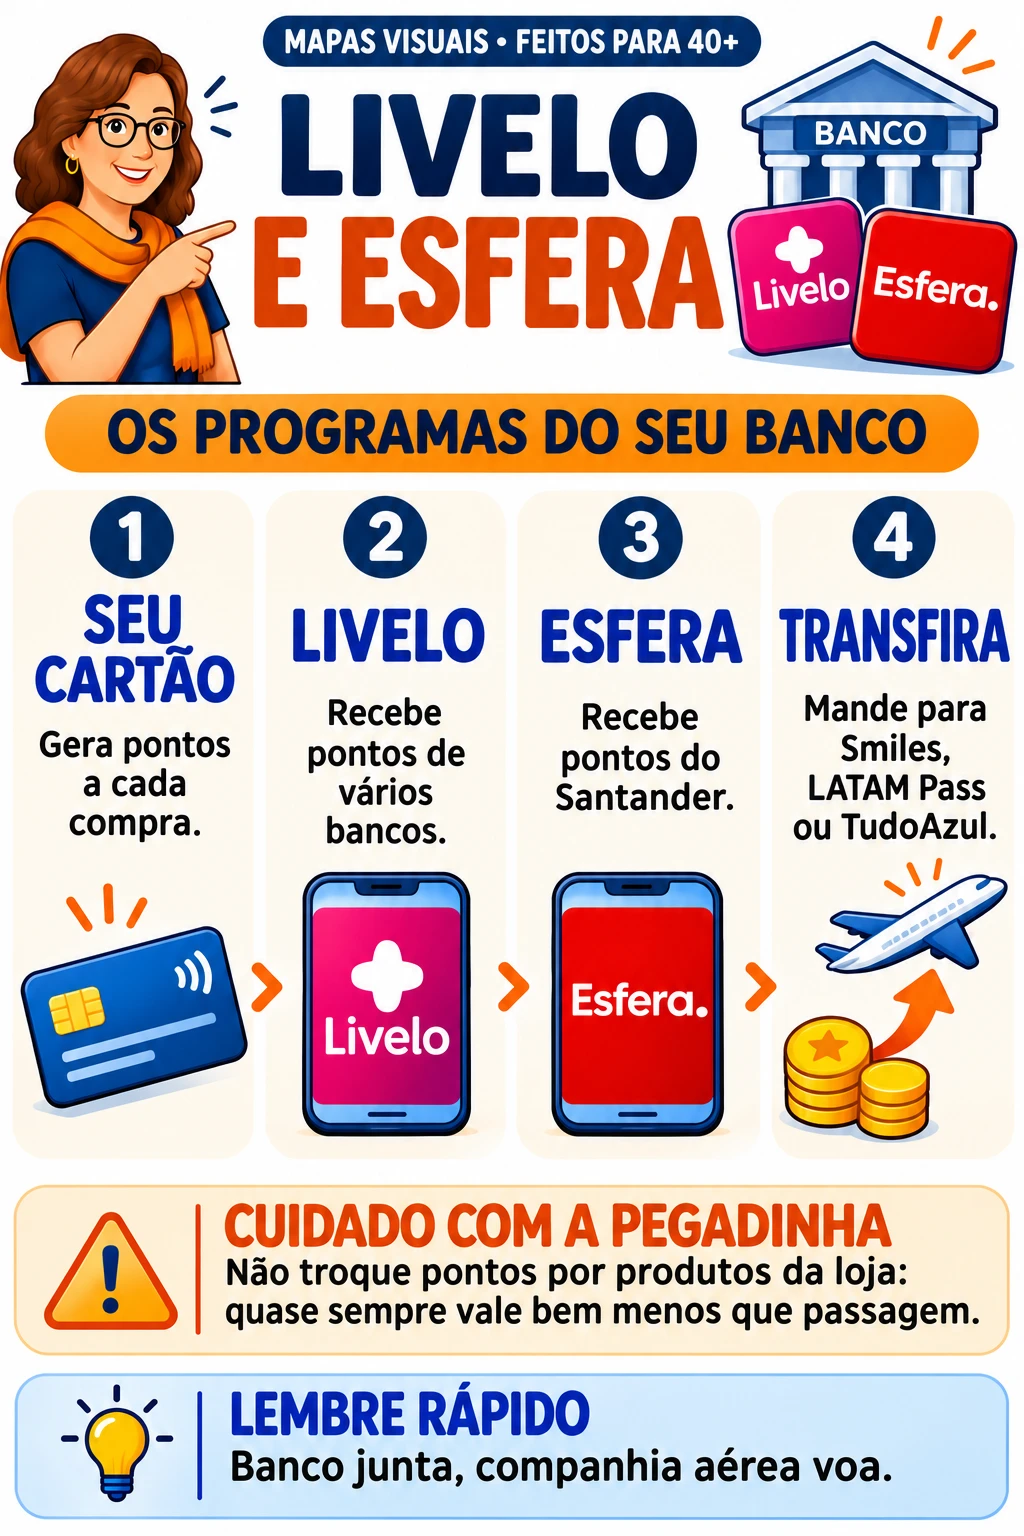 MAPAS VISUAIS • FEITOS PARA 40+
LIVELO
E ESFERA
BANCO
Livelo
Esfera.
OS PROGRAMAS DO SEU BANCO
1
SEU
CARTÃO
Gera pontos
a cada
compra.
2
LIVELO
Recebe
pontos de
vários
bancos.
Livelo
3
ESFERA
Recebe
pontos do
Santander.
Esfera.
4
TRANSFIRA
Mande para
Smiles,
LATAM Pass
ou TudoAzul.
CUIDADO COM A PEGADINHA
Não troque pontos por produtos da loja:
quase sempre vale bem menos que passagem.
LEMBRE RÁPIDO
Banco junta, companhia aérea voa.